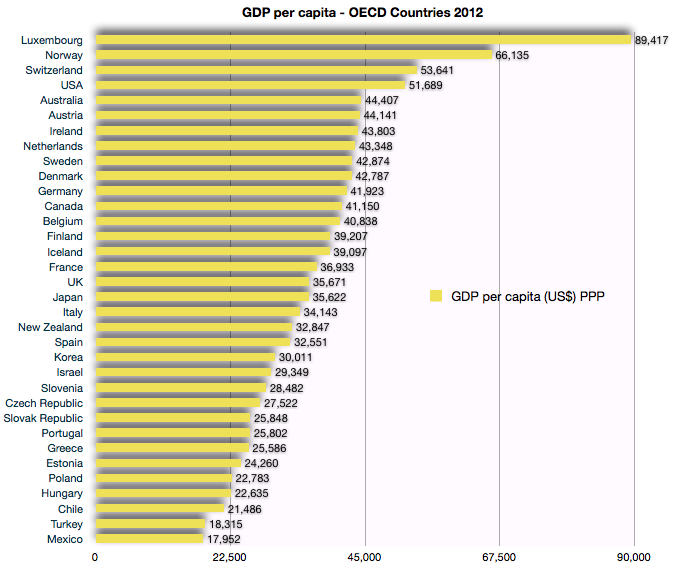 GDP per capita - OECD Countries 2012
Luxembourg 89,417
Norway 66,135
Switzerland 53,641
USA 51,689
Australia 44,407
Austria 44,141
Ireland 43,803
Netherlands 43,348
Sweden 42,874
Denmark 42,787
Germany 41,923
Canada 41,150
Belgium 40,838
Finland 39,207
Iceland 39,097
France 36,933
UK 35,671
Japan 35,622
GDP per capita (US$) PPP
Italy 34,143
New Zealand 32,847
Spain 32,551
Korea 30,011
Israel 29,349
Slovenia 28,482
Czech Republic 27,522
Slovak Republic 25,848
Portugal 25,802
Greece 25,586
Estonia 24,260
Poland 22,783
Hungary 22,635
Chile 21,486
Turkey 18,315
Mexico 17,952
0 22,500 45,000 67,500 90,000